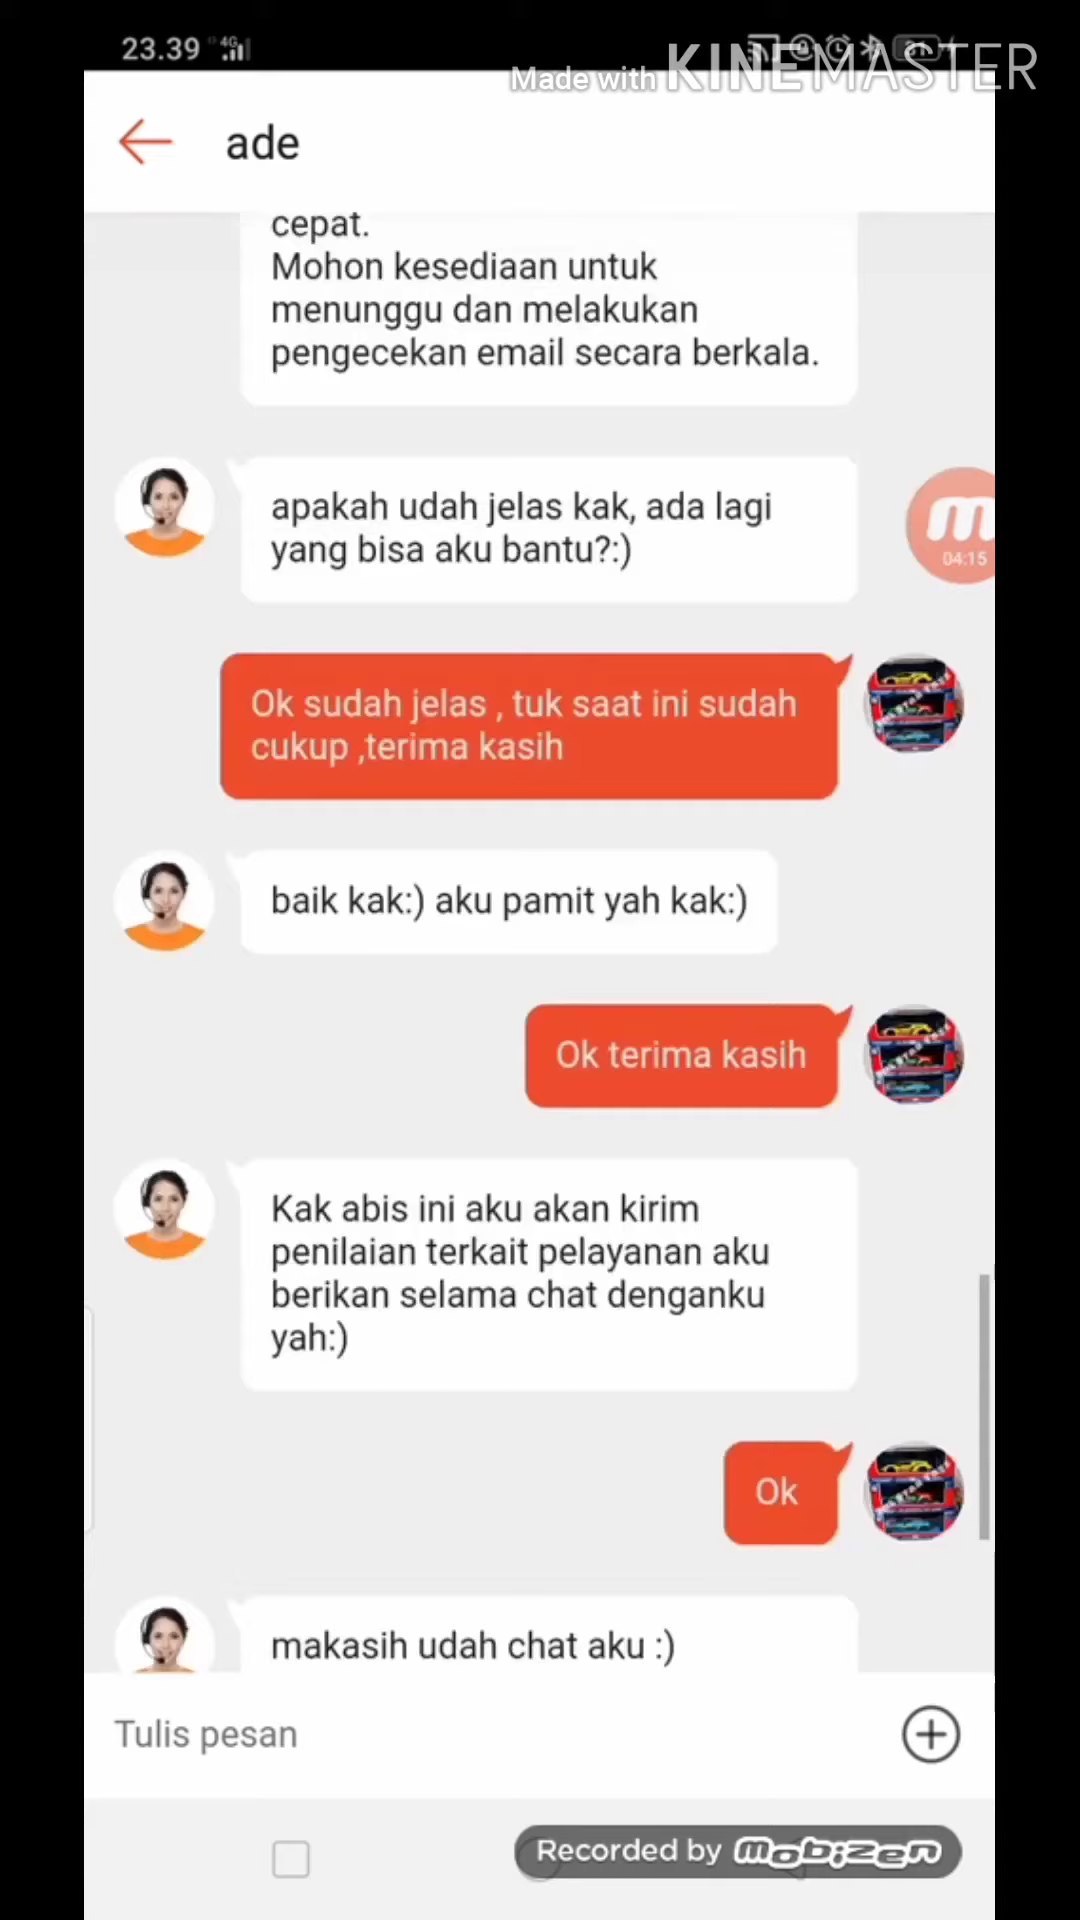 23.39 4G
Made with KINEMASTER
ade
cepat.
Mohon kesediaan untuk
menunggu dan melakukan
pengecekan email secara berkala.
apakah udah jelas kak, ada lagi
yang bisa aku bantu?:)
04:15
Ok sudah jelas , tuk saat ini sudah
cukup ,terima kasih
baik kak:) aku pamit yah kak:)
Ok terima kasih
Kak abis ini aku akan kirim
penilaian terkait pelayanan aku
berikan selama chat denganku
yah:)
Ok
makasih udah chat aku :)
Tulis pesan
Recorded by mobizen